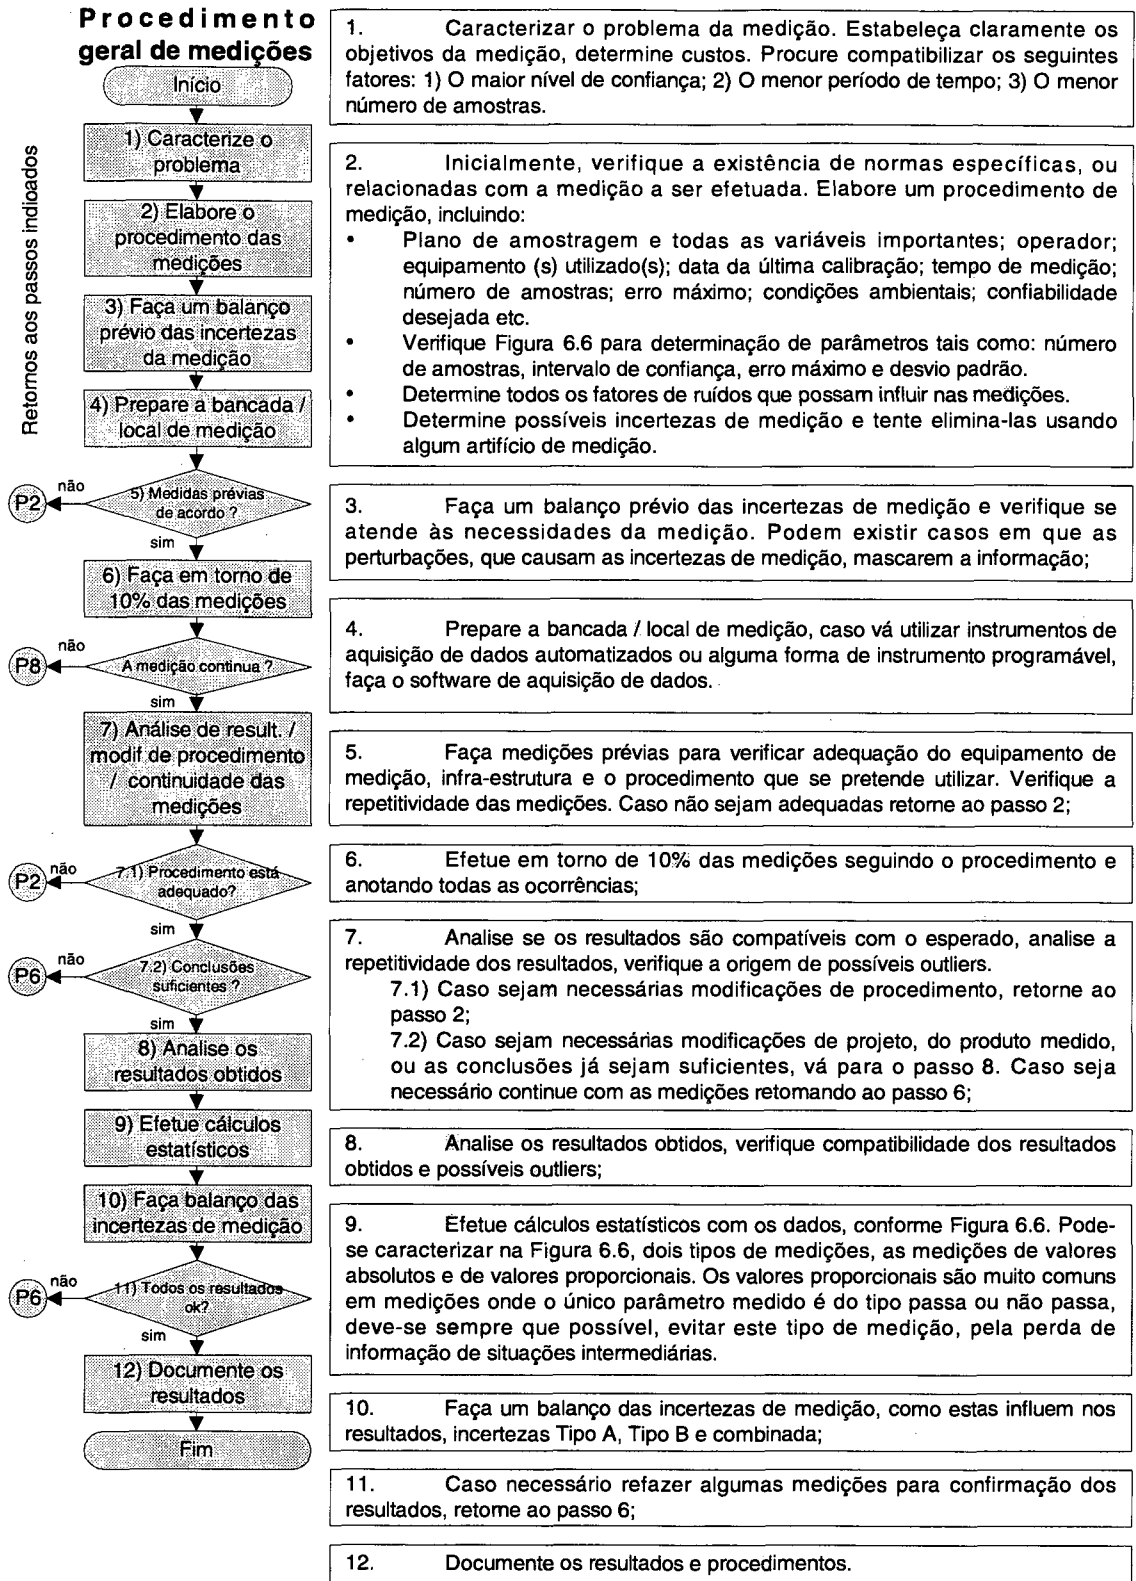 Procedimento
geral de medições
Retornos aos passos indicados
Início
1) Caracterize o
problema
2) Elabore o
procedimento das
medições
3) Faça um balanço
prévio das incertezas
da medição
4) Prepare a bancada /
local de medição
5) Medidas prévias
de acordo ?
não
P2
sim
6) Faça em torno de
10% das medições
A medição continua ?
não
P8
sim
7) Análise de result. /
modif de procedimento
/ continuidade das
medições
7.1) Procedimento está
adequado?
não
P2
sim
7.2) Conclusões
suficientes ?
não
P6
sim
8) Analise os
resultados obtidos
9) Efetue cálculos
estatísticos
10) Faça balanço das
incertezas de medição
11) Todos os resultados
ok?
não
P6
sim
12) Documente os
resultados
Fim
1. Caracterizar o problema da medição. Estabeleça claramente os
objetivos da medição, determine custos. Procure compatibilizar os seguintes
fatores: 1) O maior nível de confiança; 2) O menor período de tempo; 3) O menor
número de amostras.
2. Inicialmente, verifique a existência de normas específicas, ou
relacionadas com a medição a ser efetuada. Elabore um procedimento de
medição, incluindo:
• Plano de amostragem e todas as variáveis importantes; operador;
equipamento (s) utilizado(s); data da última calibração; tempo de medição;
número de amostras; erro máximo; condições ambientais; confiabilidade
desejada etc.
• Verifique Figura 6.6 para determinação de parâmetros tais como: número
de amostras, intervalo de confiança, erro máximo e desvio padrão.
• Determine todos os fatores de ruídos que possam influir nas medições.
• Determine possíveis incertezas de medição e tente elimina-las usando
algum artifício de medição.
3. Faça um balanço prévio das incertezas de medição e verifique se
atende às necessidades da medição. Podem existir casos em que as
perturbações, que causam as incertezas de medição, mascarem a informação;
4. Prepare a bancada / local de medição, caso vá utilizar instrumentos de
aquisição de dados automatizados ou alguma forma de instrumento programável,
faça o software de aquisição de dados.
5. Faça medições prévias para verificar adequação do equipamento de
medição, infra-estrutura e o procedimento que se pretende utilizar. Verifique a
repetitividade das medições. Caso não sejam adequadas retorne ao passo 2;
6. Efetue em torno de 10% das medições seguindo o procedimento e
anotando todas as ocorrências;
7. Analise se os resultados são compatíveis com o esperado, analise a
repetitividade dos resultados, verifique a origem de possíveis outliers.
7.1) Caso sejam necessárias modificações de procedimento, retorne ao
passo 2;
7.2) Caso sejam necessárias modificações de projeto, do produto medido,
ou as conclusões já sejam suficientes, vá para o passo 8. Caso seja
necessário continue com as medições retornando ao passo 6;
8. Analise os resultados obtidos, verifique compatibilidade dos resultados
obtidos e possíveis outliers;
9. Efetue cálculos estatísticos com os dados, conforme Figura 6.6. Pode-
se caracterizar na Figura 6.6, dois tipos de medições, as medições de valores
absolutos e de valores proporcionais. Os valores proporcionais são muito comuns
em medições onde o único parâmetro medido é do tipo passa ou não passa,
deve-se sempre que possível, evitar este tipo de medição, pela perda de
informação de situações intermediárias.
10. Faça um balanço das incertezas de medição, como estas influem nos
resultados, incertezas Tipo A, Tipo B e combinada;
11. Caso necessário refazer algumas medições para confirmação dos
resultados, retorne ao passo 6;
12. Documente os resultados e procedimentos.